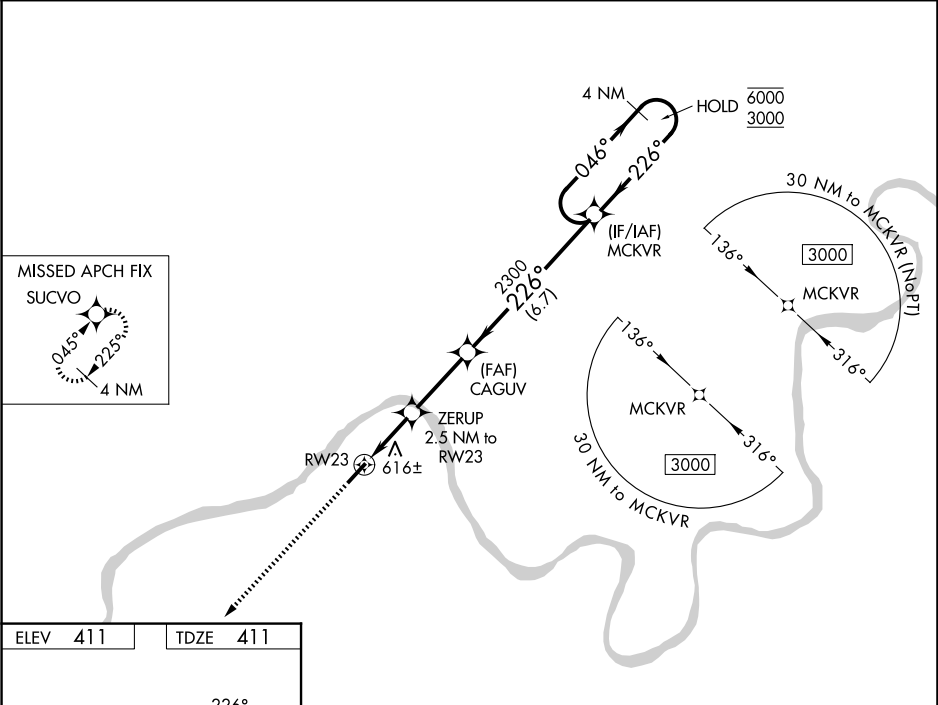 4 NM
HOLD 6000
3000
046°
226°
(IF/IAF)
MCKVR
30 NM to MCKVR (NoPT)
136°
3000
MCKVR
316°
MISSED APCH FIX
SUCVO
045°
225°
4 NM
2300
226°
(6.7)
(FAF)
CAGUV
136°
MCKVR
316°
3000
30 NM to MCKVR
ZERUP
2.5 NM to
RW23
RW23
616±
ELEV 411
TDZE 411
226°